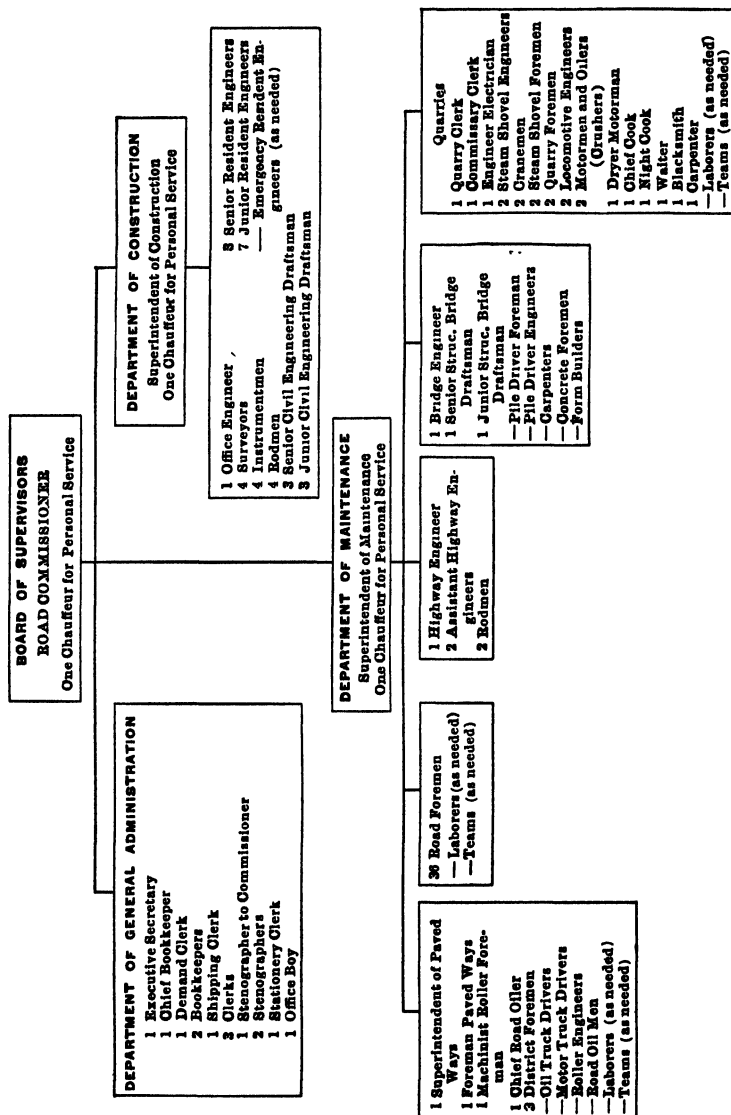 BOARD OF SUPERVISORS
ROAD COMMISSIONER
One Chauffeur for Personal Service
DEPARTMENT OF GENERAL ADMINISTRATION
1 Executive Secretary
1 Chief Bookkeeper
1 Demand Clerk
2 Bookkeepers
1 Shipping Clerk
3 Clerks
1 Stenographer to Commissioner
2 Stenographers
1 Stationery Clerk
1 Office Boy
DEPARTMENT OF CONSTRUCTION
Superintendent of Construction
One Chauffeur for Personal Service
1 Office Engineer ,
4 Surveyors
4 Instrumentmen
4 Rodmen
3 Senior Civil Engineering Draftsman
3 Junior Civil Engineering Draftsman
8 Senior Resident Engineers
7 Junior Resident Engineers
— Emergency Resident En-
gineers (as needed)
DEPARTMENT OF MAINTENANCE
Superintendent of Maintenance
One Chauffeur for Personal Service
1 Superintendent of Paved
Ways
1 Foreman Paved Ways
1 Machinist Roller Fore-
man
1 Chief Road Oiler
3 District Foremen
—Oil Truck Drivers
—Motor Truck Drivers
—Roller Engineers
—Road Oil Men
—Laborers (as needed)
—Teams (as needed)
36 Road Foremen
—Laborers (as needed)
—Teams (as needed)
1 Highway Engineer
2 Assistant Highway En-
gineers
2 Rodmen
1 Bridge Engineer
1 Senior Struc. Bridge
Draftsman
1 Junior Struc. Bridge
Draftsman
—Pile Driver Foreman :
—Pile Driver Engineers
—Carpenters
—Concrete Foremen
—Form Builders
Quarries
1 Quarry Clerk
1 Commissary Clerk
1 Engineer Electrician
2 Steam Shovel Engineers
2 Cranemen
2 Steam Shovel Foremen
2 Quarry Foremen
2 Locomotive Engineers
2 Motormen and Oilers
(Crushers)
1 Dryer Motorman
1 Chief Cook
1 Night Cook
1 Waiter
1 Blacksmith
1 Carpenter
—Laborers (as needed)
—Teams (as needed)